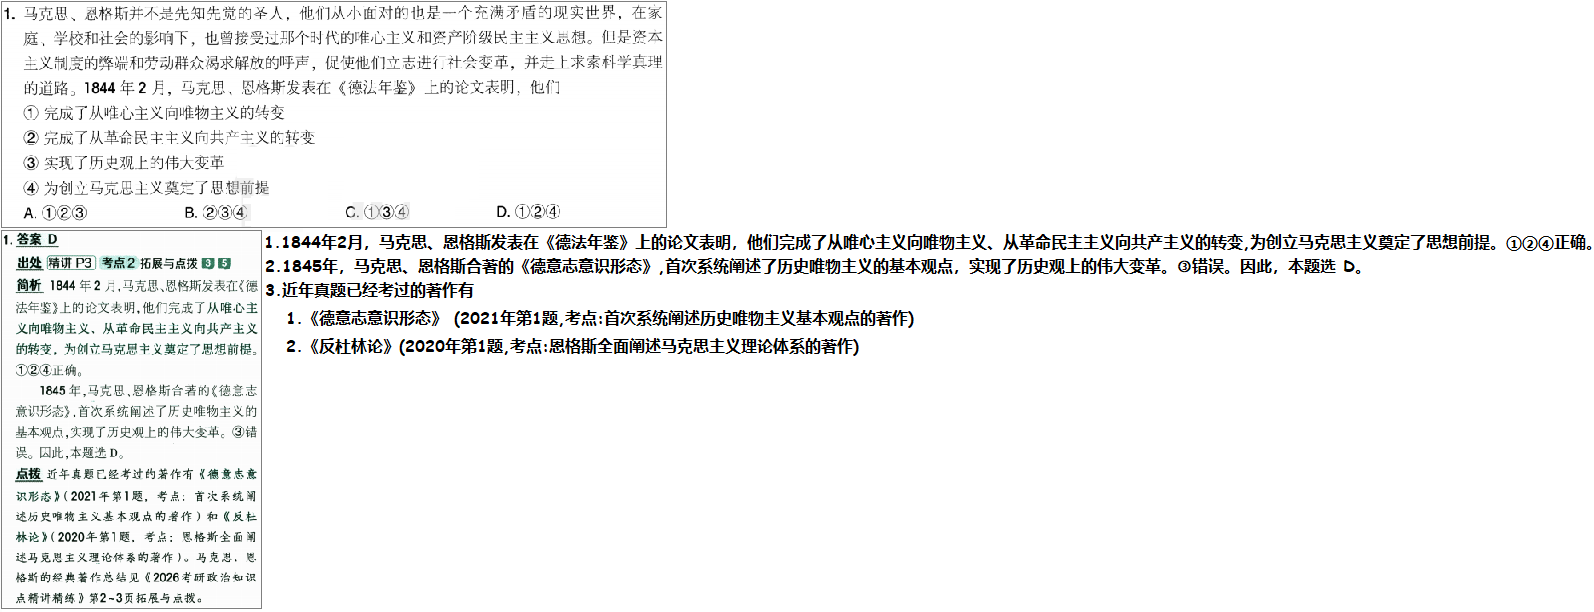 1. 马克思、恩格斯并不是先知先觉的圣人，他们从小面对的也是一个充满矛盾的现实世界，在家
庭、学校和社会的影响下，也曾接受过那个时代的唯心主义和资产阶级民主主义思想。但是资本
主义制度的弊端和劳动群众渴求解放的呼声，促使他们立志进行社会变革，并走上求索科学真理
的道路。1844 年 2 月，马克思、恩格斯发表在《德法年鉴》上的论文表明，他们
① 完成了从唯心主义向唯物主义的转变
② 完成了从革命民主主义向共产主义的转变
③ 实现了历史观上的伟大变革
④ 为创立马克思主义奠定了思想前提
A. ①②③ B. ②③④ C. ①③④ D. ①②④
1. 答案 D
出处 精讲 P3 考点2 拓展与点拨 3 5
简析 1844 年 2 月,马克思、恩格斯发表在《德
法年鉴》上的论文表明,他们完成了从唯心主
义向唯物主义、从革命民主主义向共产主义
的转变，为创立马克思主义奠定了思想前提。
①②④正确。
1845 年,马克思、恩格斯合著的《德意志
意识形态》,首次系统阐述了历史唯物主义的
基本观点,实现了历史观上的伟大变革。③错
误。因此,本题选 D。
点拨 近年真题已经考过的著作有《德意志意
识形态》(2021年第1题，考点：首次系统阐
述历史唯物主义基本观点的著作)和《反杜
林论》(2020年第1题，考点：恩格斯全面阐
述马克思主义理论体系的著作)。马克思、恩
格斯的经典著作总结见《2026考研政治知识
点精讲精练》第2~3页拓展与点拨。
1.1844年2月，马克思、恩格斯发表在《德法年鉴》上的论文表明，他们完成了从唯心主义向唯物主义、从革命民主主义向共产主义的转变,为创立马克思主义奠定了思想前提。①②④正确。
2.1845年，马克思、恩格斯合著的《德意志意识形态》,首次系统阐述了历史唯物主义的基本观点，实现了历史观上的伟大变革。③错误。因此，本题选 D。
3.近年真题已经考过的著作有
1.《德意志意识形态》 (2021年第1题,考点:首次系统阐述历史唯物主义基本观点的著作)
2.《反杜林论》(2020年第1题,考点:恩格斯全面阐述马克思主义理论体系的著作)